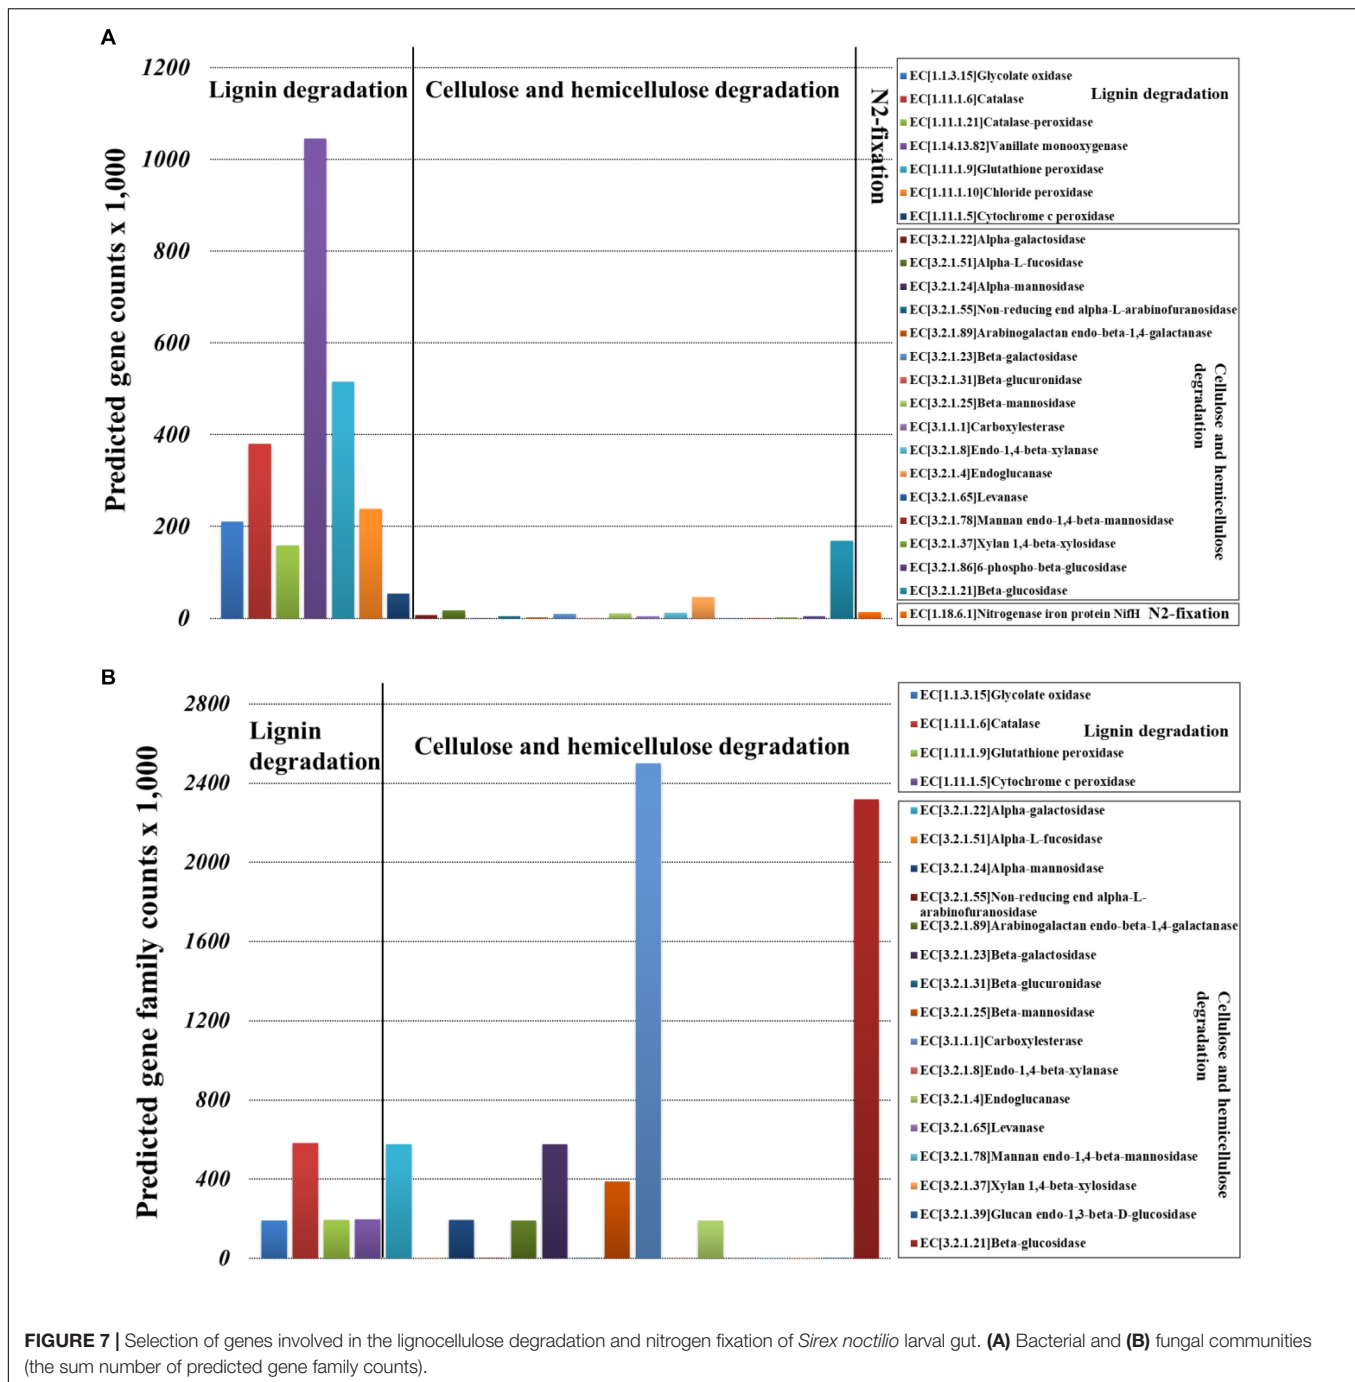 A
1200
1000
800
600
400
200
0
Predicted gene counts x 1,000
Lignin degradation
Cellulose and hemicellulose degradation
N2-fixation
EC[1.1.3.15]Glycolate oxidase
EC[1.11.1.6]Catalase
Lignin degradation
EC[1.11.1.21]Catalase-peroxidase
EC[1.14.13.82]Vanillate monooxygenase
EC[1.11.1.9]Glutathione peroxidase
EC[1.11.1.10]Chloride peroxidase
EC[1.11.1.5]Cytochrome c peroxidase
EC[3.2.1.22]Alpha-galactosidase
EC[3.2.1.51]Alpha-L-fucosidase
EC[3.2.1.24]Alpha-mannosidase
EC[3.2.1.55]Non-reducing end alpha-L-arabinofuranosidase
EC[3.2.1.89]Arabinogalactan endo-beta-1,4-galactanase
EC[3.2.1.23]Beta-galactosidase
EC[3.2.1.31]Beta-glucuronidase
EC[3.2.1.25]Beta-mannosidase
EC[3.1.1.1]Carboxylesterase
EC[3.2.1.8]Endo-1,4-beta-xylanase
EC[3.2.1.4]Endoglucanase
EC[3.2.1.65]Levanase
EC[3.2.1.78]Mannan endo-1,4-beta-mannosidase
EC[3.2.1.37]Xylan 1,4-beta-xylosidase
EC[3.2.1.86]6-phospho-beta-glucosidase
EC[3.2.1.21]Beta-glucosidase
Cellulose and hemicellulose
degradation
EC[1.18.6.1]Nitrogenase iron protein NifH N2-fixation
B
2800
2400
2000
1600
1200
800
400
0
Predicted gene family counts x 1,000
Lignin
degradation
Cellulose and hemicellulose degradation
EC[1.1.3.15]Glycolate oxidase
EC[1.11.1.6]Catalase
Lignin degradation
EC[1.11.1.9]Glutathione peroxidase
EC[1.11.1.5]Cytochrome c peroxidase
EC[3.2.1.22]Alpha-galactosidase
EC[3.2.1.51]Alpha-L-fucosidase
EC[3.2.1.24]Alpha-mannosidase
EC[3.2.1.55]Non-reducing end alpha-L-
arabinofuranosidase
EC[3.2.1.89]Arabinogalactan endo-beta-1,4-galactanase
EC[3.2.1.23]Beta-galactosidase
EC[3.2.1.31]Beta-glucuronidase
EC[3.2.1.25]Beta-mannosidase
EC[3.1.1.1]Carboxylesterase
EC[3.2.1.8]Endo-1,4-beta-xylanase
EC[3.2.1.4]Endoglucanase
EC[3.2.1.65]Levanase
EC[3.2.1.78]Mannan endo-1,4-beta-mannosidase
EC[3.2.1.37]Xylan 1,4-beta-xylosidase
EC[3.2.1.39]Glucan endo-1,3-beta-D-glucosidase
EC[3.2.1.21]Beta-glucosidase
Cellulose and hemicellulose
degradation
FIGURE 7 | Selection of genes involved in the lignocellulose degradation and nitrogen fixation of Sirex noctilio larval gut. (A) Bacterial and (B) fungal communities
(the sum number of predicted gene family counts).